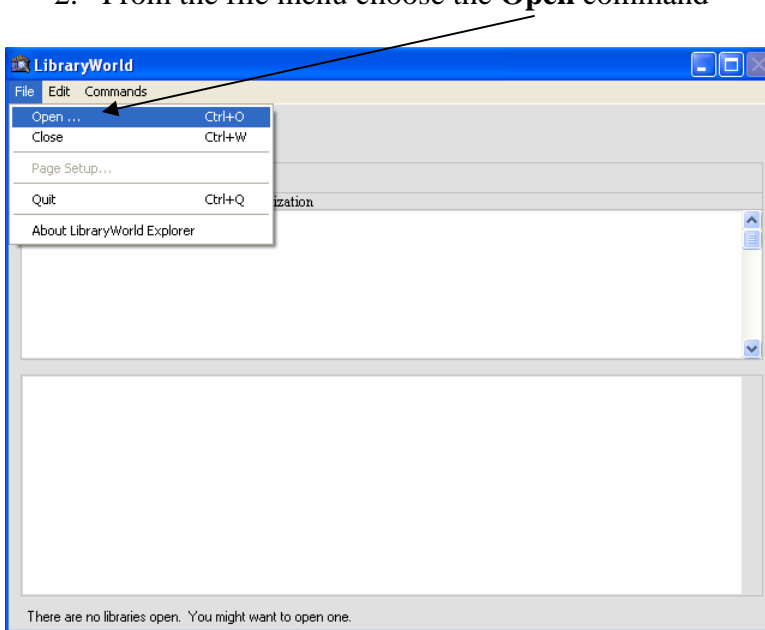 2. From the file menu choose the Open command
LibraryWorld
File Edit Commands
Open ... Ctrl+O
Close Ctrl+W
Page Setup...
Quit Ctrl+Q
ization
About LibraryWorld Explorer
There are no libraries open. You might want to open one.